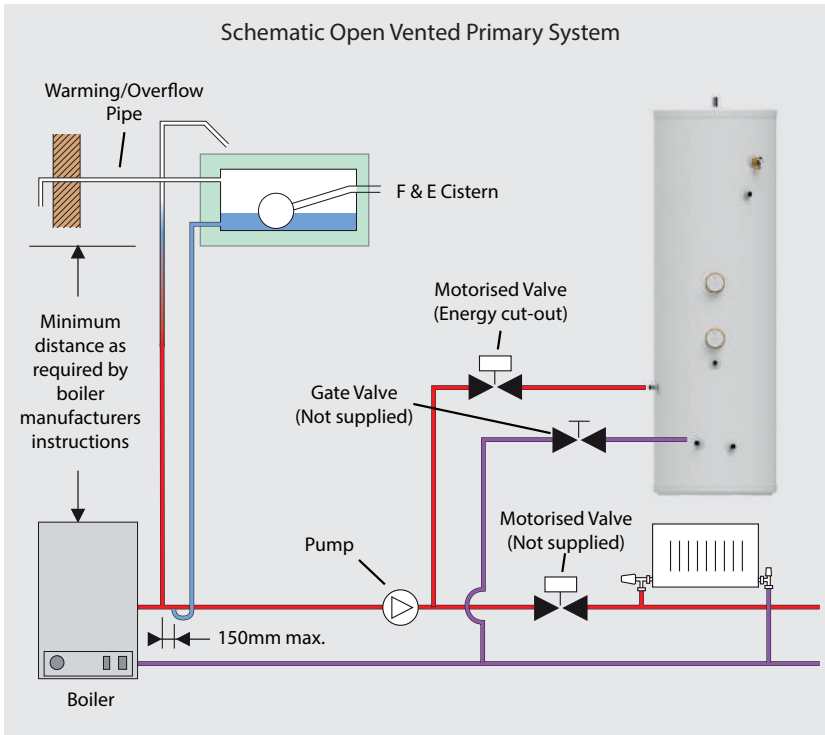 Schematic Open Vented Primary System
Warming/Overflow
Pipe
F & E Cistern
Motorised Valve
(Energy cut-out)
Minimum
distance as
required by
boiler
manufacturers
instructions
Gate Valve
(Not supplied)
Motorised Valve
(Not supplied)
Pump
150mm max.
Boiler